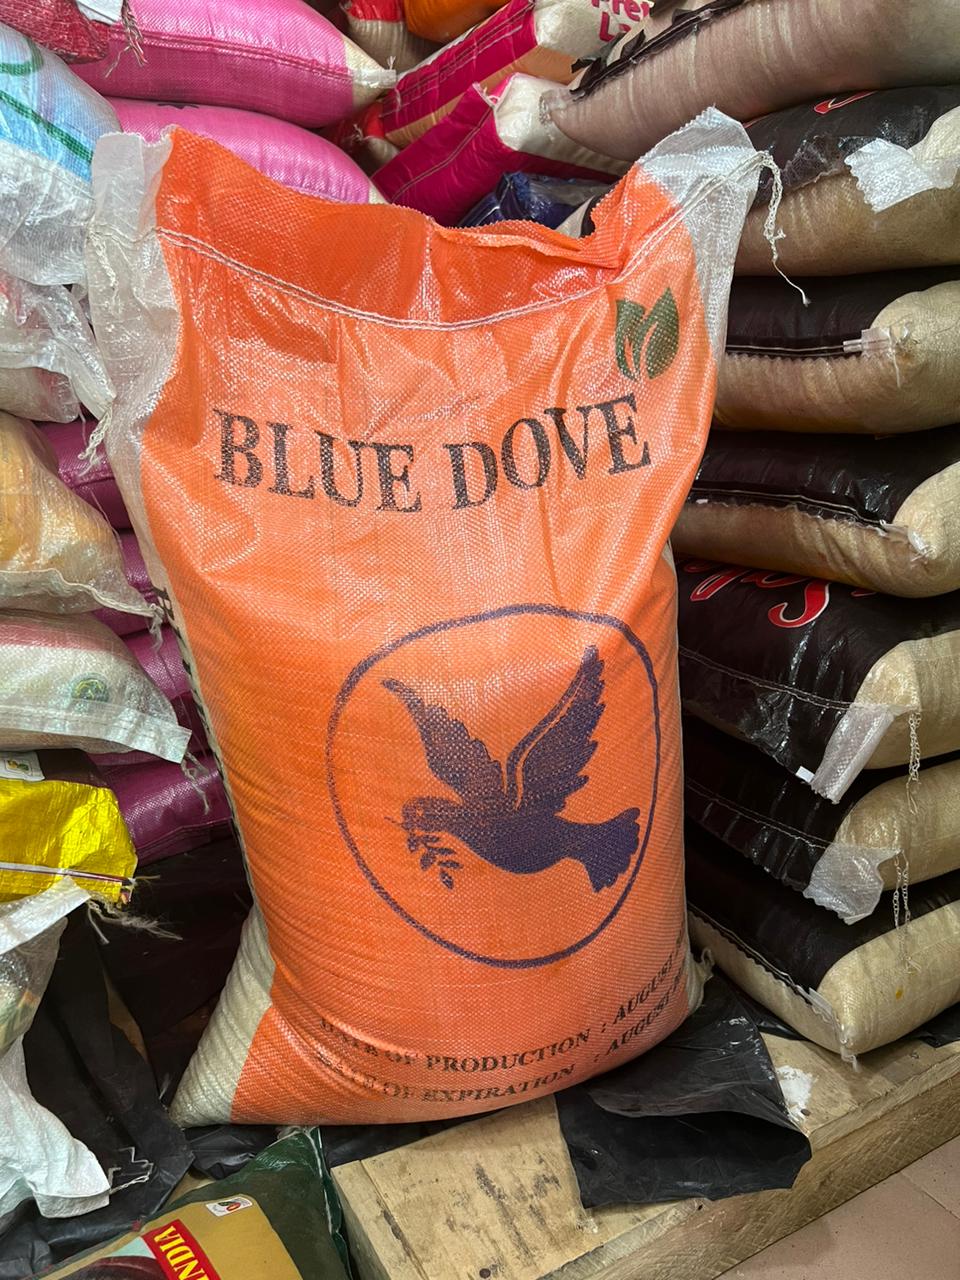 BLUE DOVE
DATE OF PRODUCTION : AUGUST
DATE OF EXPIRATION : AUGUST
INDIA